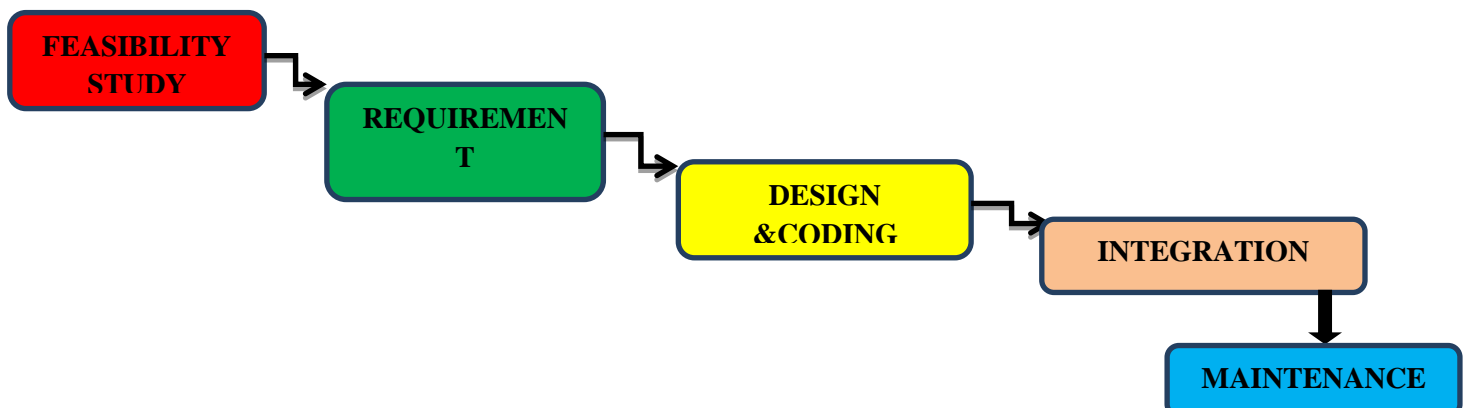 FEASIBILITY
STUDY
REQUIREMEN
T
DESIGN
&CODING
INTEGRATION
MAINTENANCE